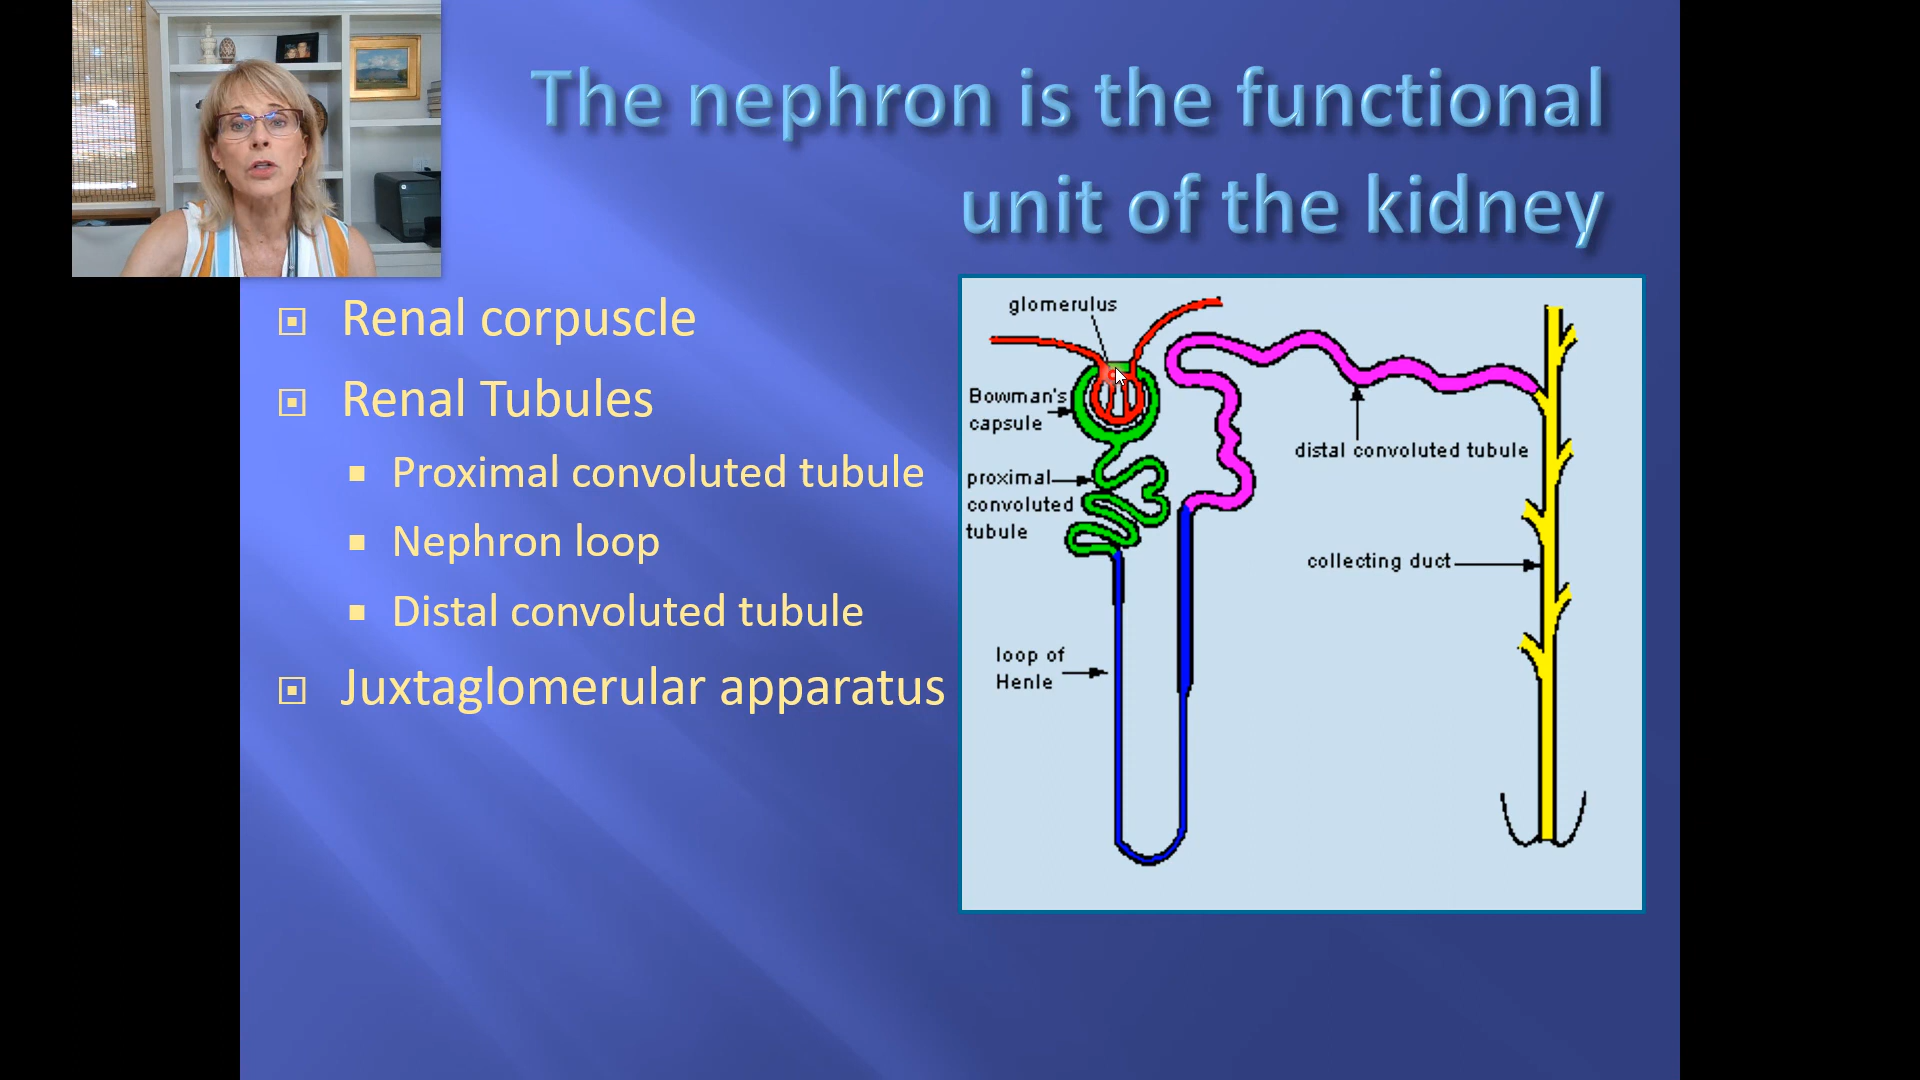 The nephron is the functional
unit of the kidney
Renal corpuscle
Renal Tubules
Proximal convoluted tubule
Nephron loop
Distal convoluted tubule
Juxtaglomerular apparatus
glomerulus
Bowman's
capsule
proximal
convoluted
tubule
distal convoluted tubule
collecting duct
loop of
Henle